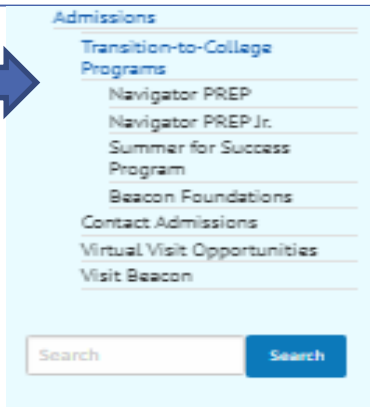 Admissions
Transition-to-College
Programs
Navigator PREP
Navigator PREP Jr.
Summer for Success
Program
Beacon Foundations
Contact Admissions
Virtual Visit Opportunities
Visit Beacon
Search Search